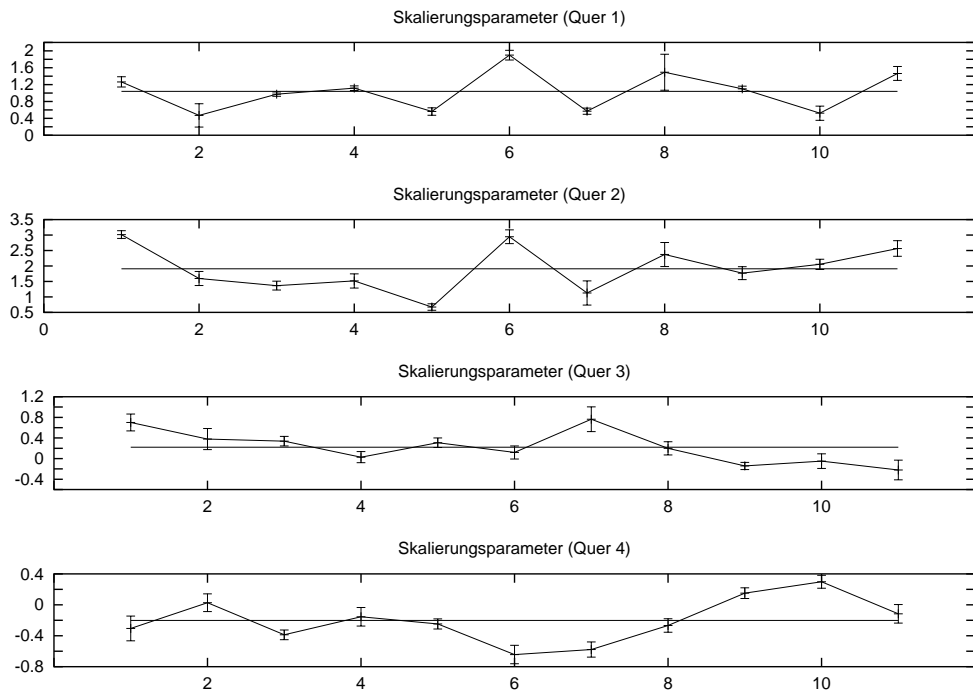 Skalierungsparameter (Quer 1)
2
1.6
1.2
0.8
0.4
0
2 4 6 8 10
Skalierungsparameter (Quer 2)
3.5
3
2.5
2
1.5
1
0.5
0 2 4 6 8 10
Skalierungsparameter (Quer 3)
1.2
0.8
0.4
0
-0.4
2 4 6 8 10
Skalierungsparameter (Quer 4)
0.4
0
-0.4
-0.8
2 4 6 8 10